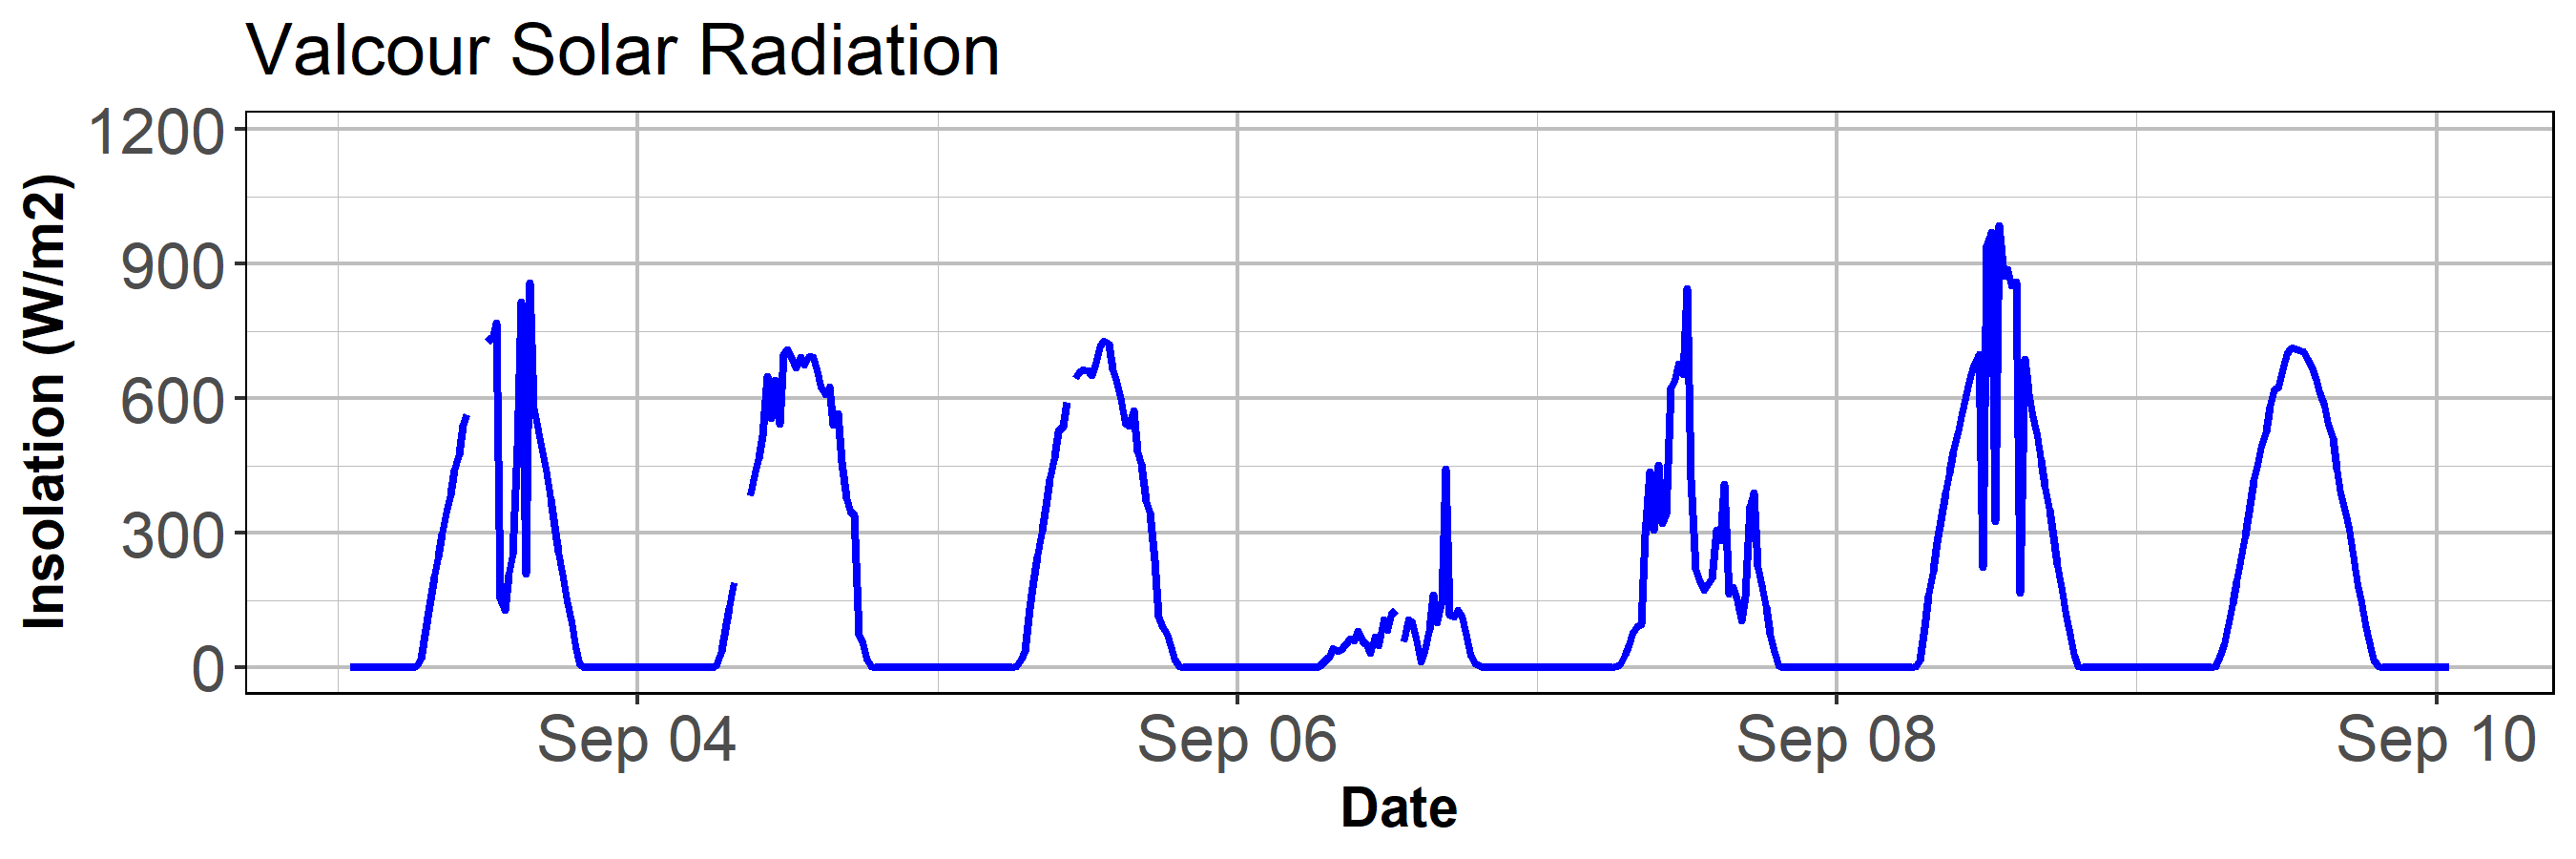 Valcour Solar Radiation
1200
900
600
300
0
Insolation (W/m2)
Sep 04 Sep 06 Sep 08 Sep 10
Date